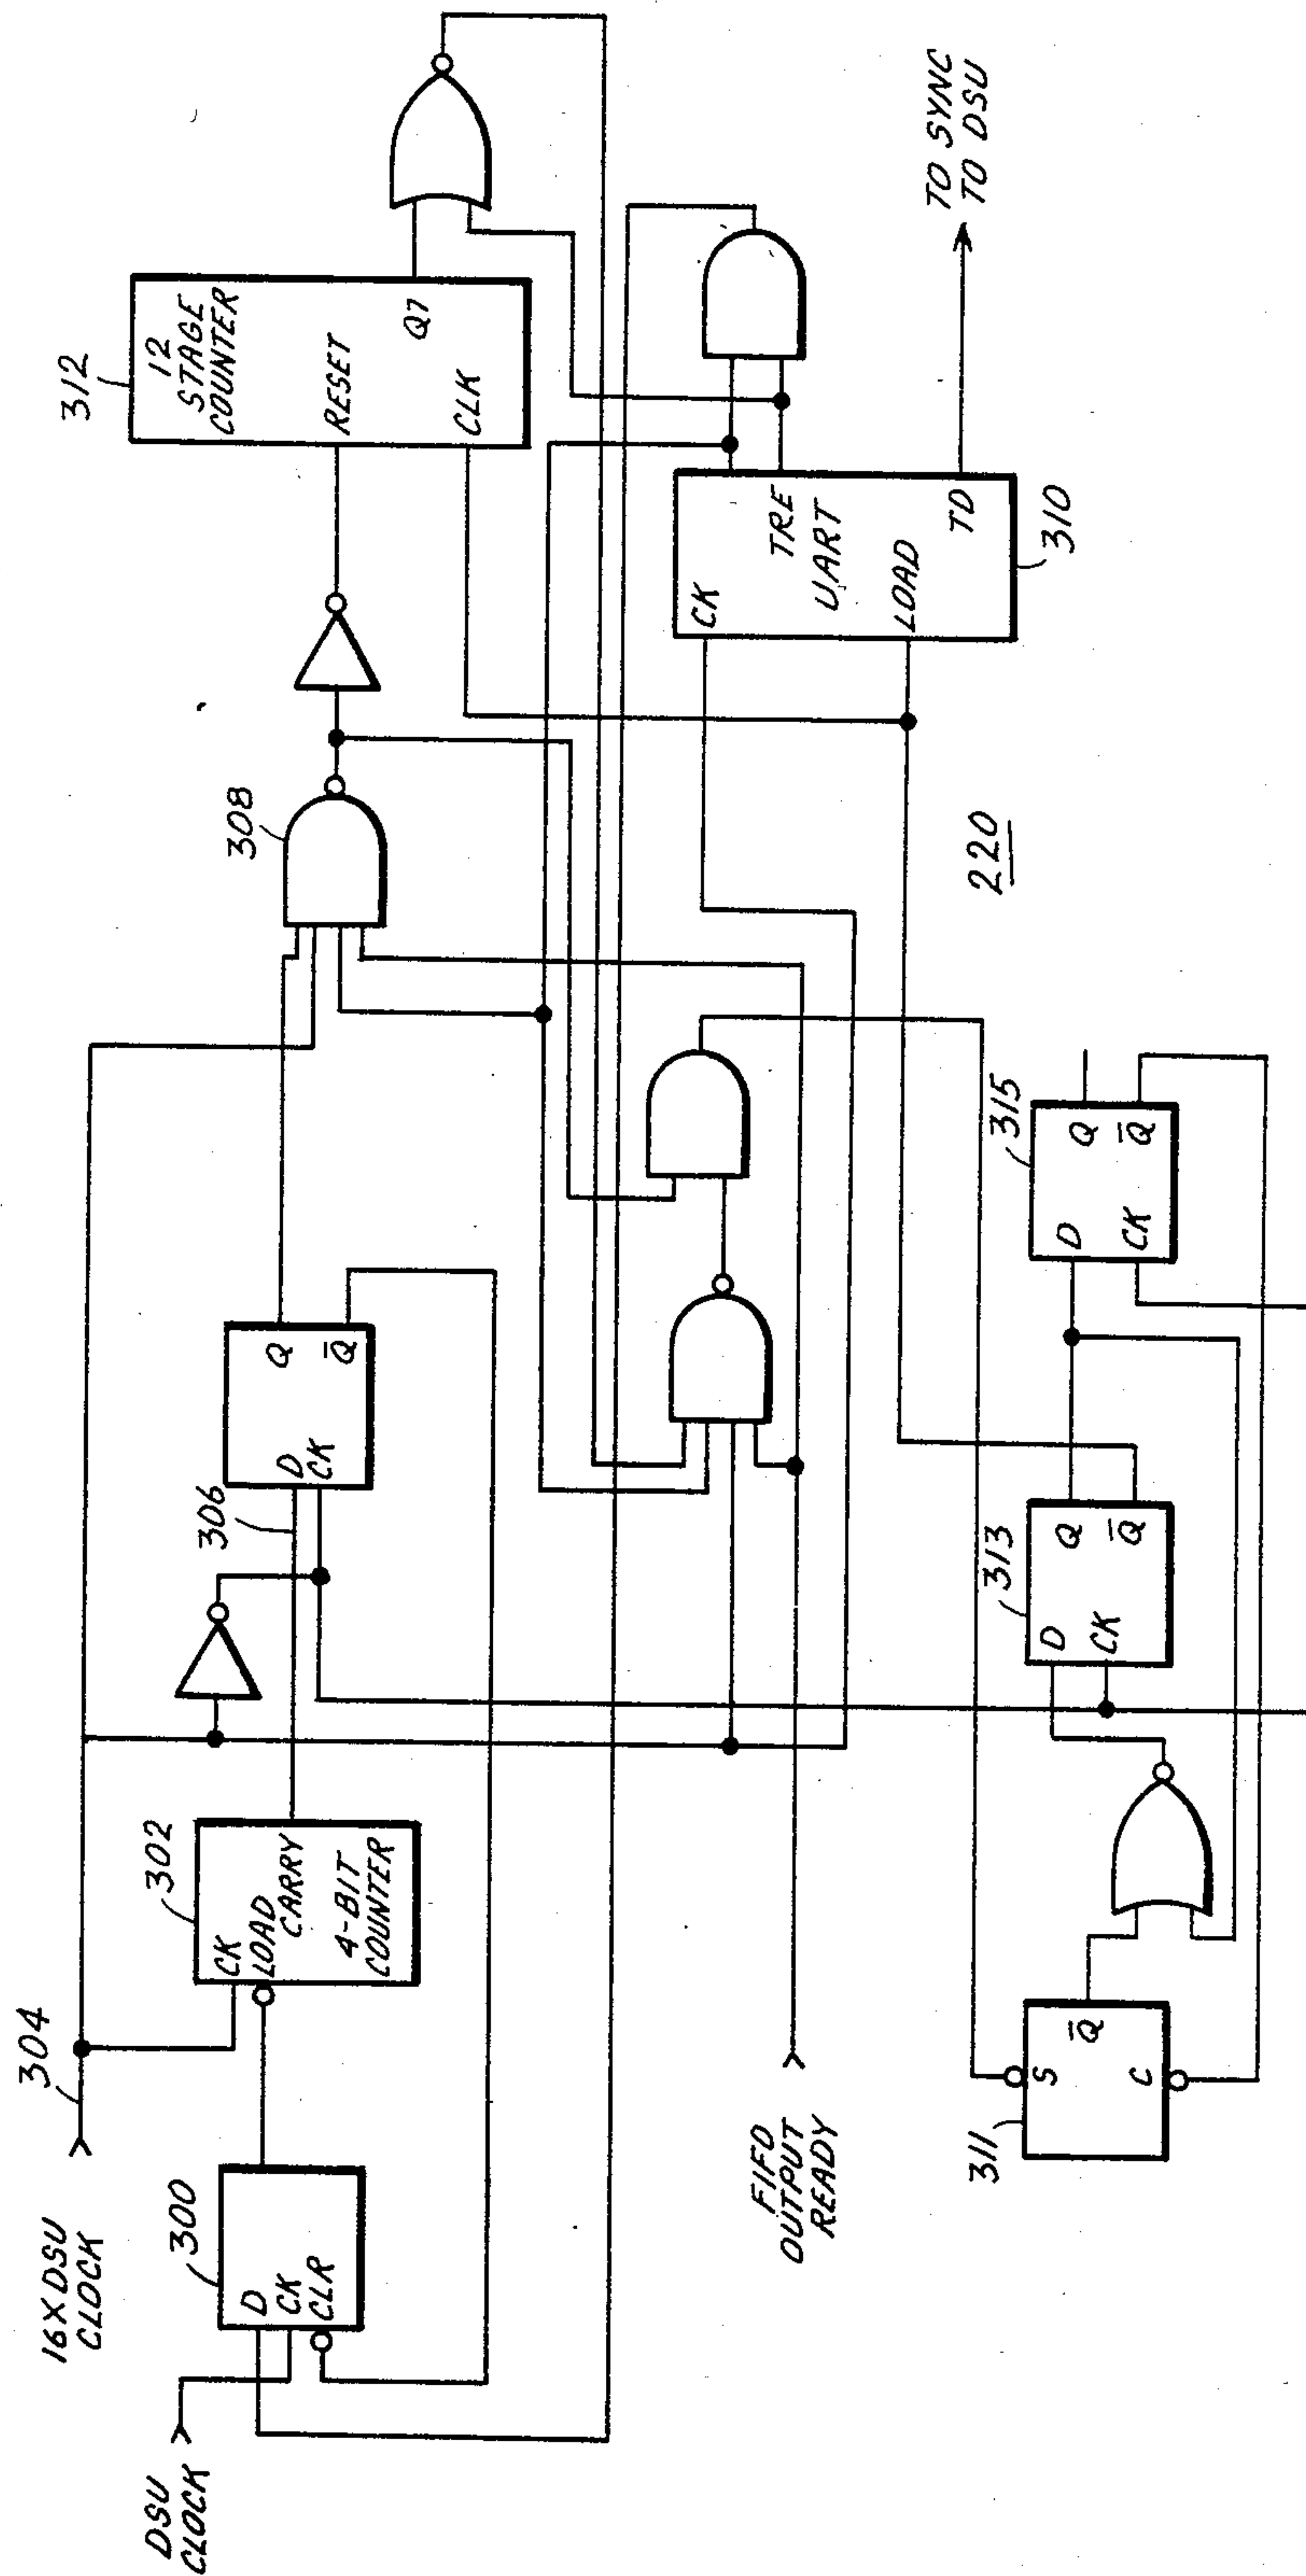 DSU
CLOCK
16XDSU
CLOCK
304
300
D
CK
CLR
302
CK
LOAD
CARRY
4-BIT
COUNTER
306
D
CK
Q
Q̅
308
312
12
STAGE
COUNTER
RESET
CLK
Q7
FIFO
OUTPUT
READY
CK
TRE
UART
LOAD
TD
310
TO SYNC
TO DSU
220
311
S
Q̅
C
313
D
CK
Q
Q̅
315
D
CK
Q
Q̅